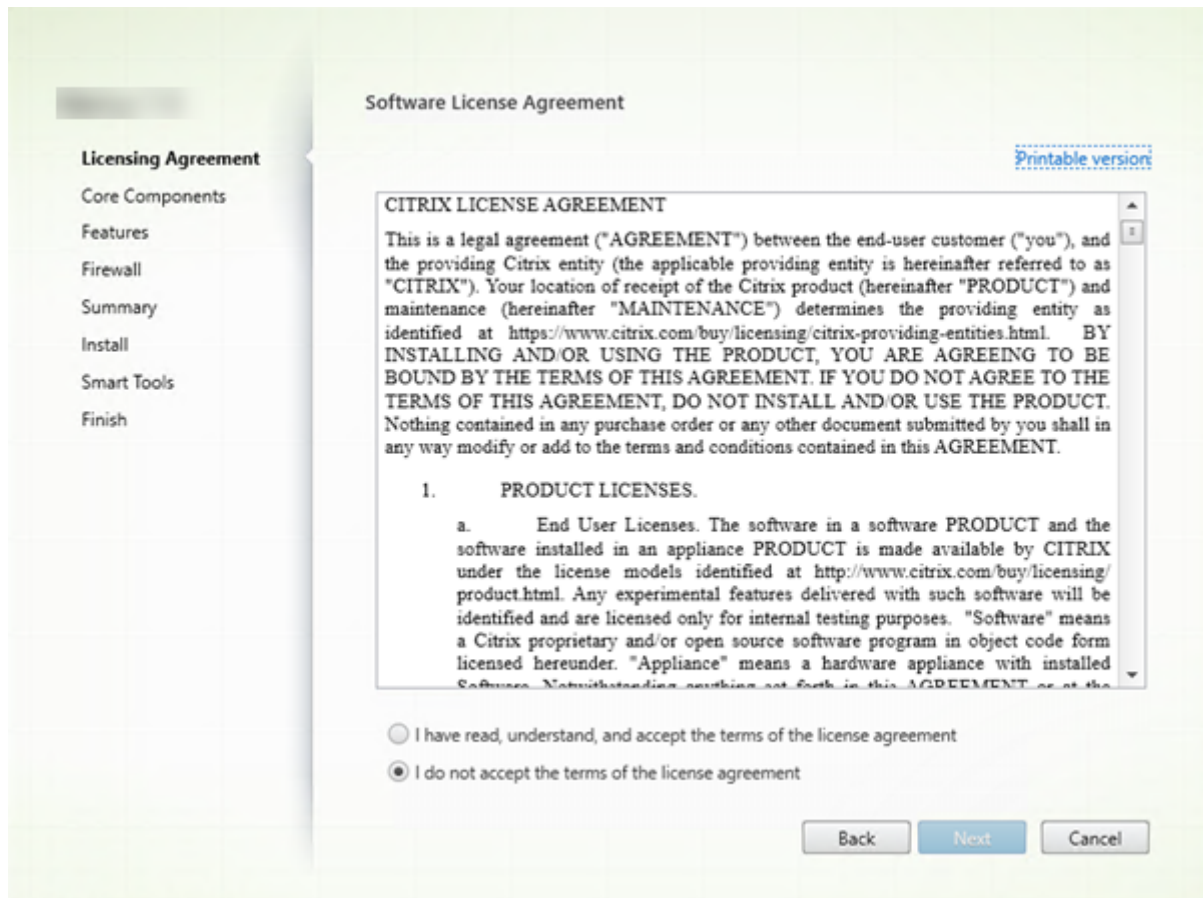 Software License Agreement
Licensing Agreement
Core Components
Features
Firewall
Summary
Install
Smart Tools
Finish
Printable version
CITRIX LICENSE AGREEMENT
This is a legal agreement ("AGREEMENT") between the end-user customer ("you"), and
the providing Citrix entity (the applicable providing entity is hereinafter referred to as
"CITRIX"). Your location of receipt of the Citrix product (hereinafter "PRODUCT") and
maintenance (hereinafter "MAINTENANCE") determines the providing entity as
identified at https://www.citrix.com/buy/licensing/citrix-providing-entities.html. BY
INSTALLING AND/OR USING THE PRODUCT, YOU ARE AGREEING TO BE
BOUND BY THE TERMS OF THIS AGREEMENT. IF YOU DO NOT AGREE TO THE
TERMS OF THIS AGREEMENT, DO NOT INSTALL AND/OR USE THE PRODUCT.
Nothing contained in any purchase order or any other document submitted by you shall in
any way modify or add to the terms and conditions contained in this AGREEMENT.
1. PRODUCT LICENSES.
a. End User Licenses. The software in a software PRODUCT and the
software installed in an appliance PRODUCT is made available by CITRIX
under the license models identified at http://www.citrix.com/buy/licensing/
product.html. Any experimental features delivered with such software will be
identified and are licensed only for internal testing purposes. "Software" means
a Citrix proprietary and/or open source software program in object code form
licensed hereunder. "Appliance" means a hardware appliance with installed
Software. Notwithstanding anything set forth in this AGREEMENT or at the
I have read, understand, and accept the terms of the license agreement
I do not accept the terms of the license agreement
Back
Next
Cancel